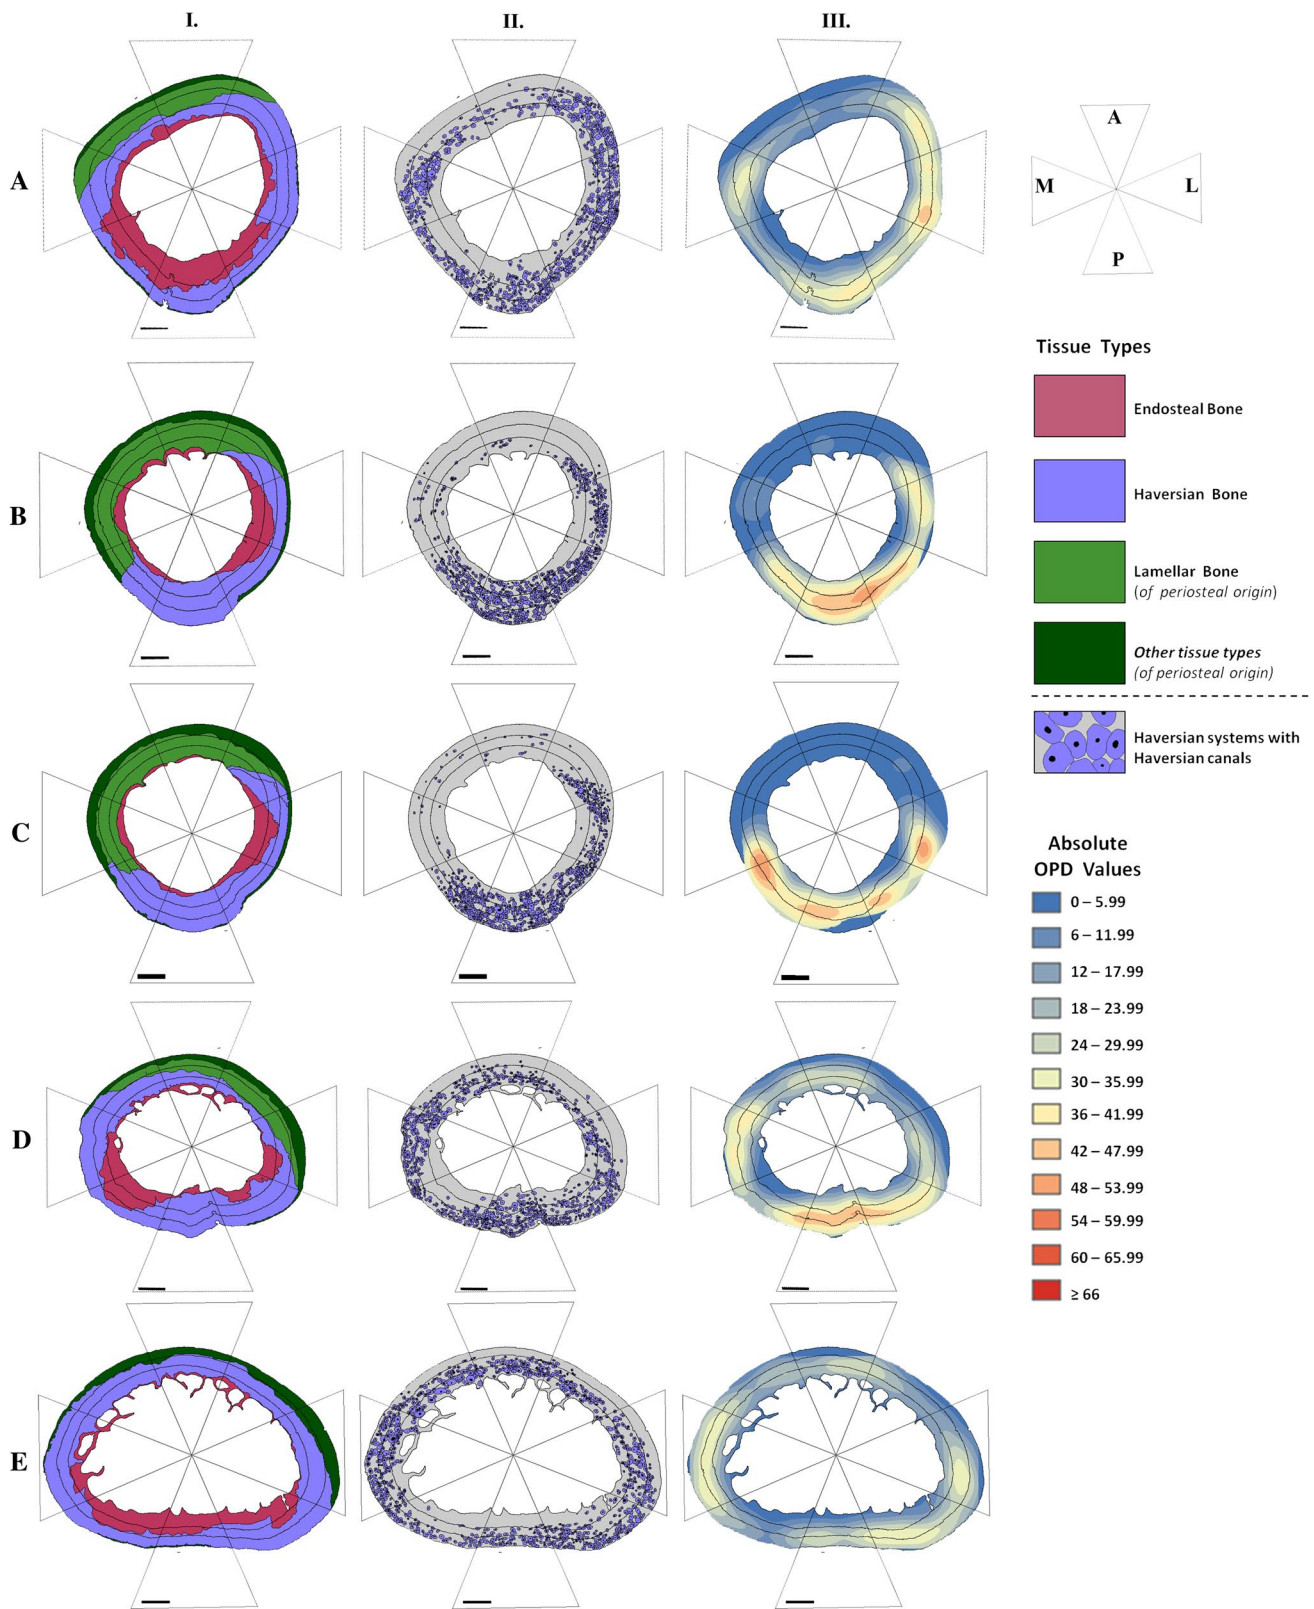 I.
II.
III.
A
B
C
D
E
A
M
L
P
Tissue Types
Endosteal Bone
Haversian Bone
Lamellar Bone
(of periosteal origin)
Other tissue types
(of periosteal origin)
Haversian systems with
Haversian canals
Absolute
OPD Values
0 – 5.99
6 – 11.99
12 – 17.99
18 – 23.99
24 – 29.99
30 – 35.99
36 – 41.99
42 – 47.99
48 – 53.99
54 – 59.99
60 – 65.99
≥ 66